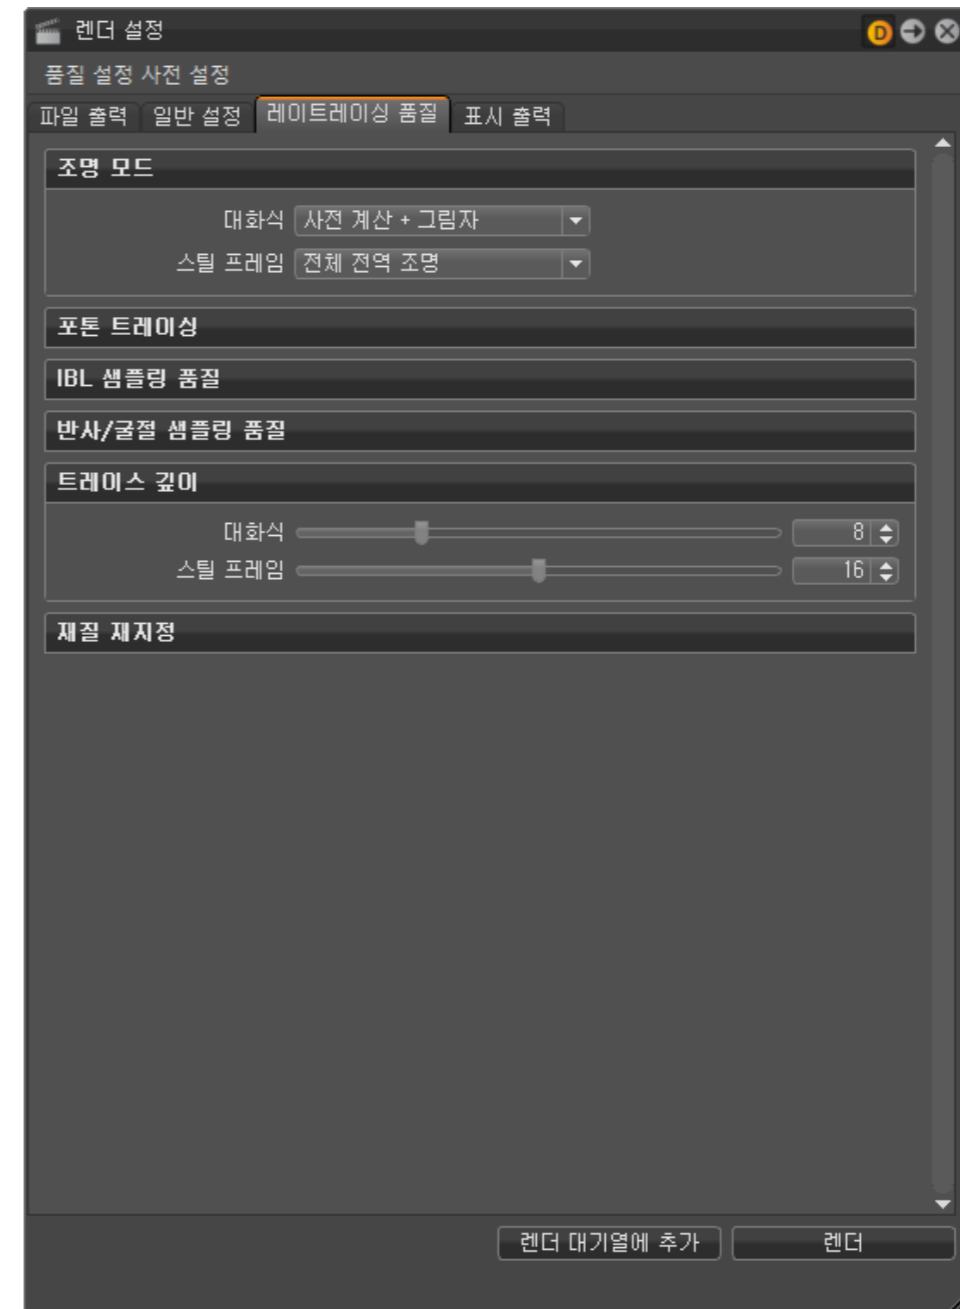 렌더 설정 D
품질 설정 사전 설정
파일 출력 일반 설정 레이트레이싱 품질 표시 출력
조명 모드
대화식 사전 계산 + 그림자
스틸 프레임 전체 전역 조명
포톤 트레이싱
IBL 샘플링 품질
반사/굴절 샘플링 품질
트레이스 깊이
대화식 8
스틸 프레임 16
재질 재지정
렌더 대기열에 추가 렌더